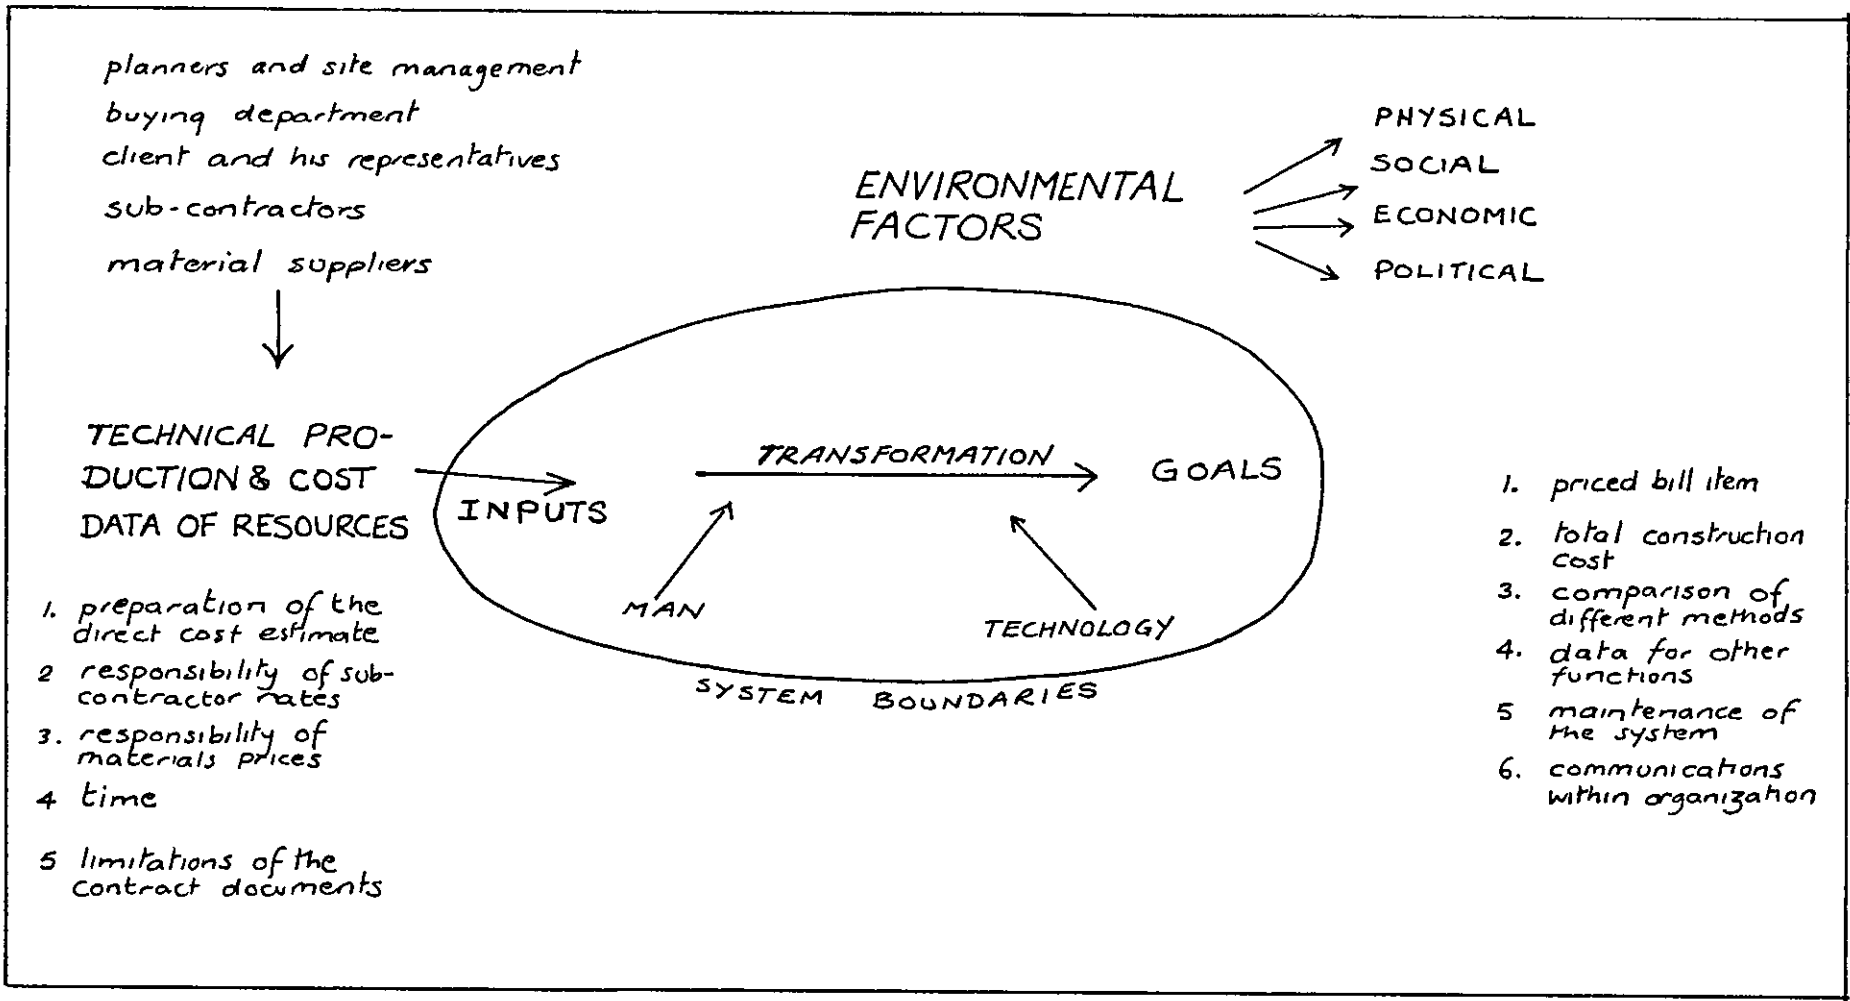 planners and site management
buying department
client and his representatives
sub-contractors
material suppliers
ENVIRONMENTAL
FACTORS
PHYSICAL
SOCIAL
ECONOMIC
POLITICAL
TECHNICAL PRO-
DUCTION & COST
DATA OF RESOURCES
INPUTS
TRANSFORMATION
GOALS
MAN
TECHNOLOGY
SYSTEM BOUNDARIES
1. preparation of the
direct cost estimate
2 responsibility of sub-
contractor rates
3. responsibility of
materials prices
4 time
5 limitations of the
contract documents
1. priced bill item
2. total construction
cost
3. comparison of
different methods
4. data for other
functions
5 maintenance of
the system
6. communications
within organization